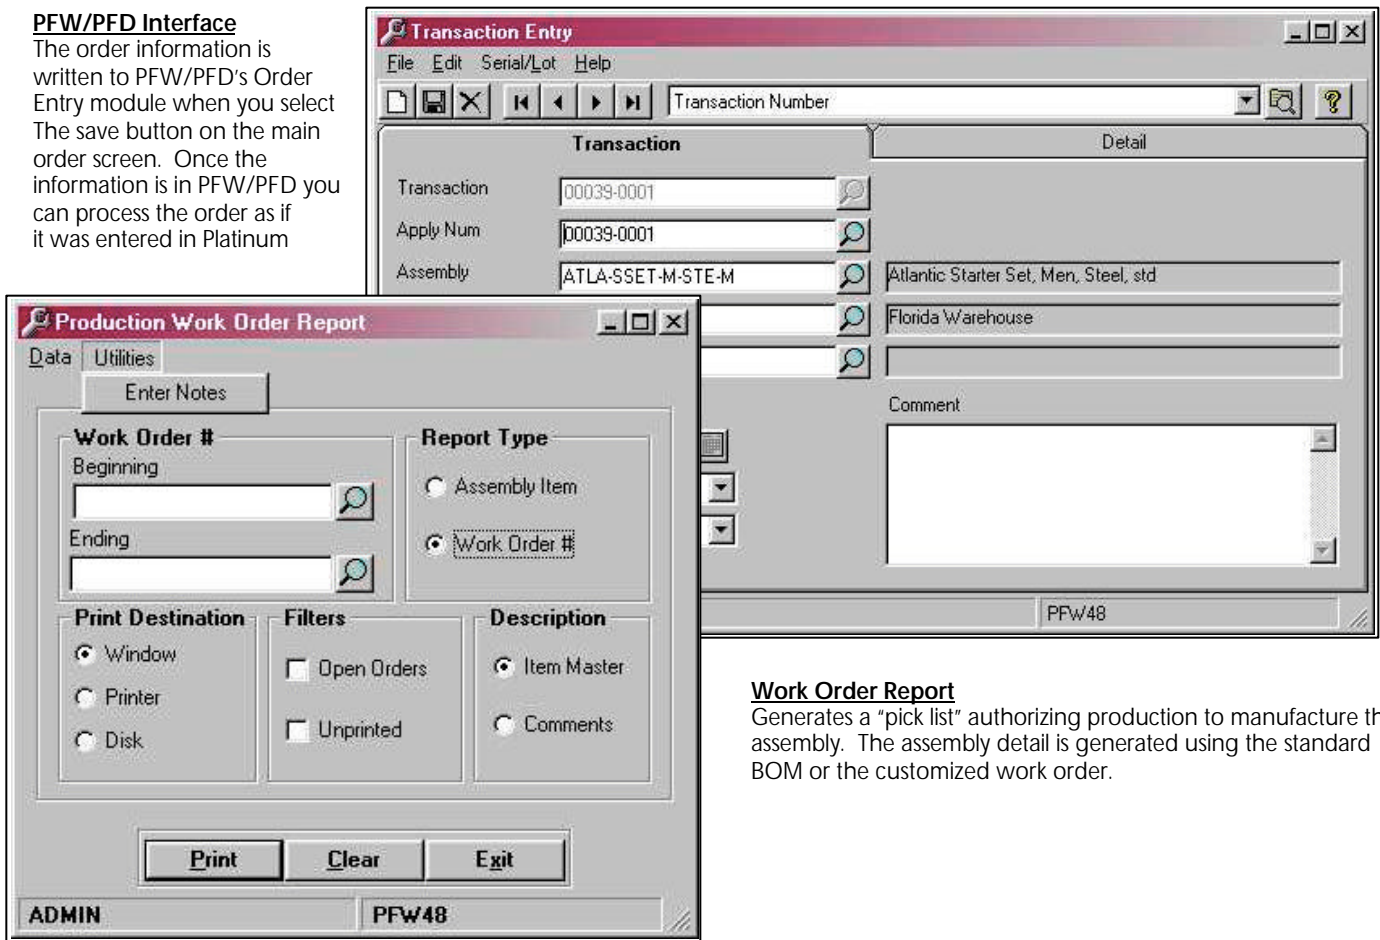 PFW/PFD Interface
The order information is
written to PFW/PFD's Order
Entry module when you select
The save button on the main
order screen.  Once the
information is in PFW/PFD you
can process the order as if
it was entered in Platinum
Transaction Entry
File Edit Serial/Lot Help
Transaction Number
Transaction
Detail
Transaction
00039-0001
Apply Num
00039-0001
Assembly
ATLA-SSET-M-STE-M
Atlantic Starter Set, Men, Steel, std
Florida Warehouse
Comment
PFW48
Production Work Order Report
Data Utilities
Enter Notes
Work Order #
Beginning
Ending
Report Type
Assembly Item
Work Order #
Print Destination
Window
Printer
Disk
Filters
Open Orders
Unprinted
Description
Item Master
Comments
Print
Clear
Exit
ADMIN
PFW48
Work Order Report
Generates a "pick list" authorizing production to manufacture th
assembly.  The assembly detail is generated using the standard
BOM or the customized work order.